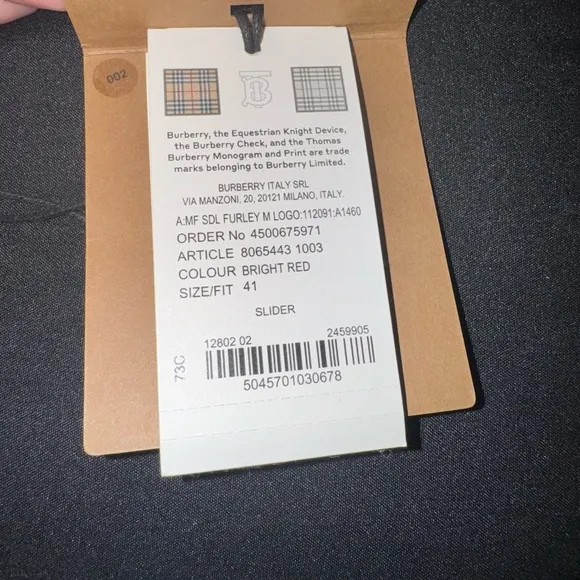 002
Burberry, the Equestrian Knight Device,
the Burberry Check, and the Thomas
Burberry Monogram and Print are trade
marks belonging to Burberry Limited.
BURBERRY ITALY SRL
VIA MANZONI, 20, 20121 MILANO, ITALY.
A:MF SDL FURLEY M LOGO:112091:A1460
ORDER No 4500675971
ARTICLE 8065443 1003
COLOUR BRIGHT RED
SIZE/FIT 41
SLIDER
12802 02 2459905
73C
5045701030678